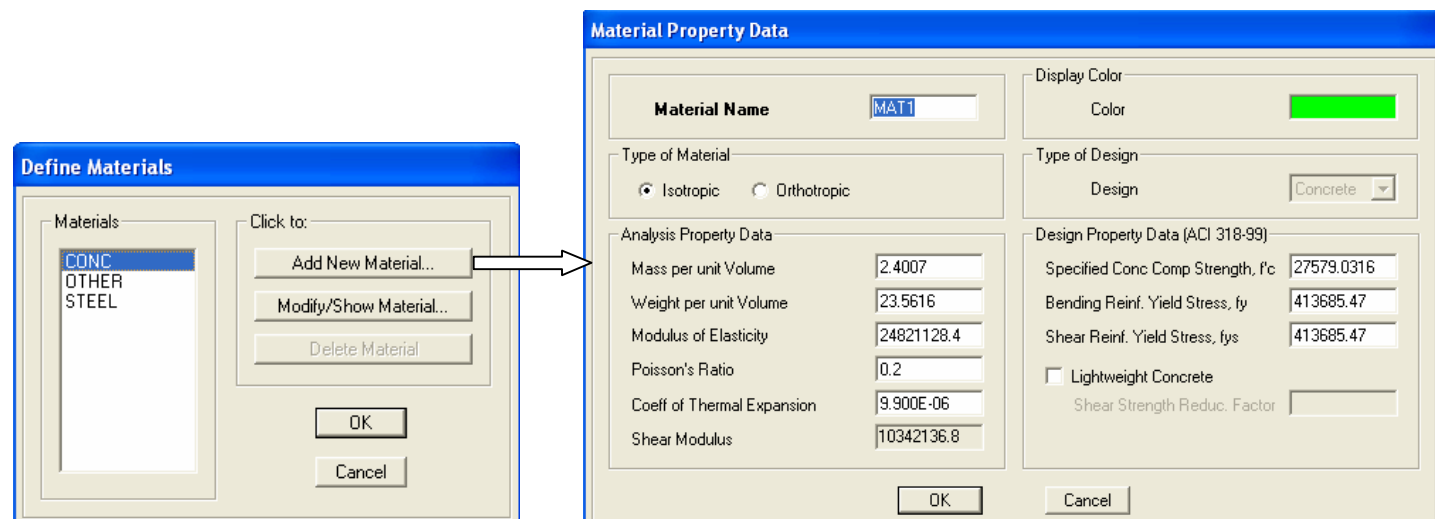 Define Materials
Materials
CONC
OTHER
STEEL
Click to:
Add New Material...
Modify/Show Material...
Delete Material
OK
Cancel
Material Property Data
Material Name MAT1
Display Color
Color
Type of Material
Isotropic Orthotropic
Type of Design
Design Concrete
Analysis Property Data
Mass per unit Volume 2.4007
Weight per unit Volume 23.5616
Modulus of Elasticity 24821128.4
Poisson's Ratio 0.2
Coeff of Thermal Expansion 9.900E-06
Shear Modulus 10342136.8
Design Property Data (ACI 318-99)
Specified Conc Comp Strength, f'c 27579.0316
Bending Reinf. Yield Stress, fy 413685.47
Shear Reinf. Yield Stress, fys 413685.47
Lightweight Concrete
Shear Strength Reduc. Factor
OK
Cancel